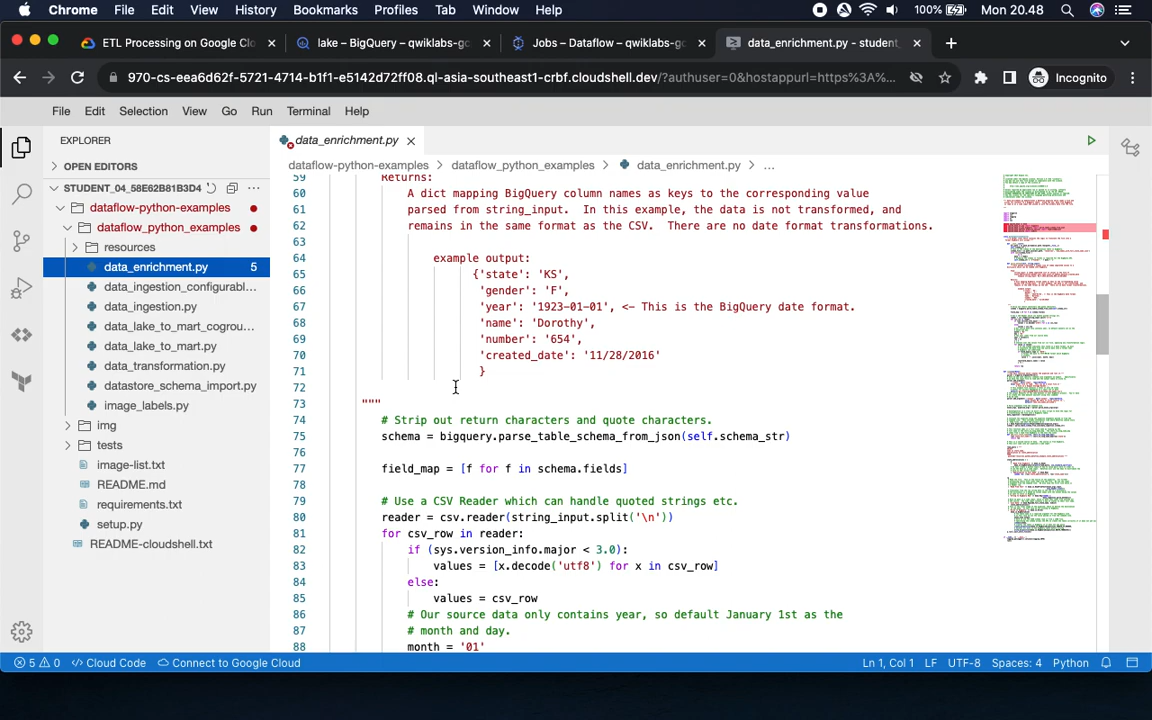 Chrome File Edit View History Bookmarks Profiles Tab Window Help 100% Mon 20.48
ETL Processing on Google Clo
lake – BigQuery – qwiklabs-gc
Jobs – Dataflow – qwiklabs-gc
data_enrichment.py - student_
970-cs-eea6d62f-5721-4714-b1f1-e5142d72ff08.ql-asia-southeast1-crbf.cloudshell.dev/?authuser=0&hostappurl=https%3A%...
Incognito
File Edit Selection View Go Run Terminal Help
EXPLORER
OPEN EDITORS
STUDENT_04_58E62B81B3D4
dataflow-python-examples
dataflow_python_examples
resources
data_enrichment.py 5
data_ingestion_configurabl...
data_ingestion.py
data_lake_to_mart_cogrou...
data_lake_to_mart.py
data_transformation.py
datastore_schema_import.py
image_labels.py
img
tests
image-list.txt
README.md
requirements.txt
setup.py
README-cloudshell.txt
data_enrichment.py
dataflow-python-examples > dataflow_python_examples > data_enrichment.py > ...
59 Returns:
60 A dict mapping BigQuery column names as keys to the corresponding value
61 parsed from string_input. In this example, the data is not transformed, and
62 remains in the same format as the CSV. There are no date format transformations.
63
64 example output:
65 {'state': 'KS',
66 'gender': 'F',
67 'year': '1923-01-01', <- This is the BigQuery date format.
68 'name': 'Dorothy',
69 'number': '654',
70 'created_date': '11/28/2016'
71 }
72
73 """
74 # Strip out return characters and quote characters.
75 schema = bigquery.parse_table_schema_from_json(self.schema_str)
76
77 field_map = [f for f in schema.fields]
78
79 # Use a CSV Reader which can handle quoted strings etc.
80 reader = csv.reader(string_input.split('\n'))
81 for csv_row in reader:
82 if (sys.version_info.major < 3.0):
83 values = [x.decode('utf8') for x in csv_row]
84 else:
85 values = csv_row
86 # Our source data only contains year, so default January 1st as the
87 # month and day.
88 month = '01'
5 0 Cloud Code Connect to Google Cloud Ln 1, Col 1 LF UTF-8 Spaces: 4 Python